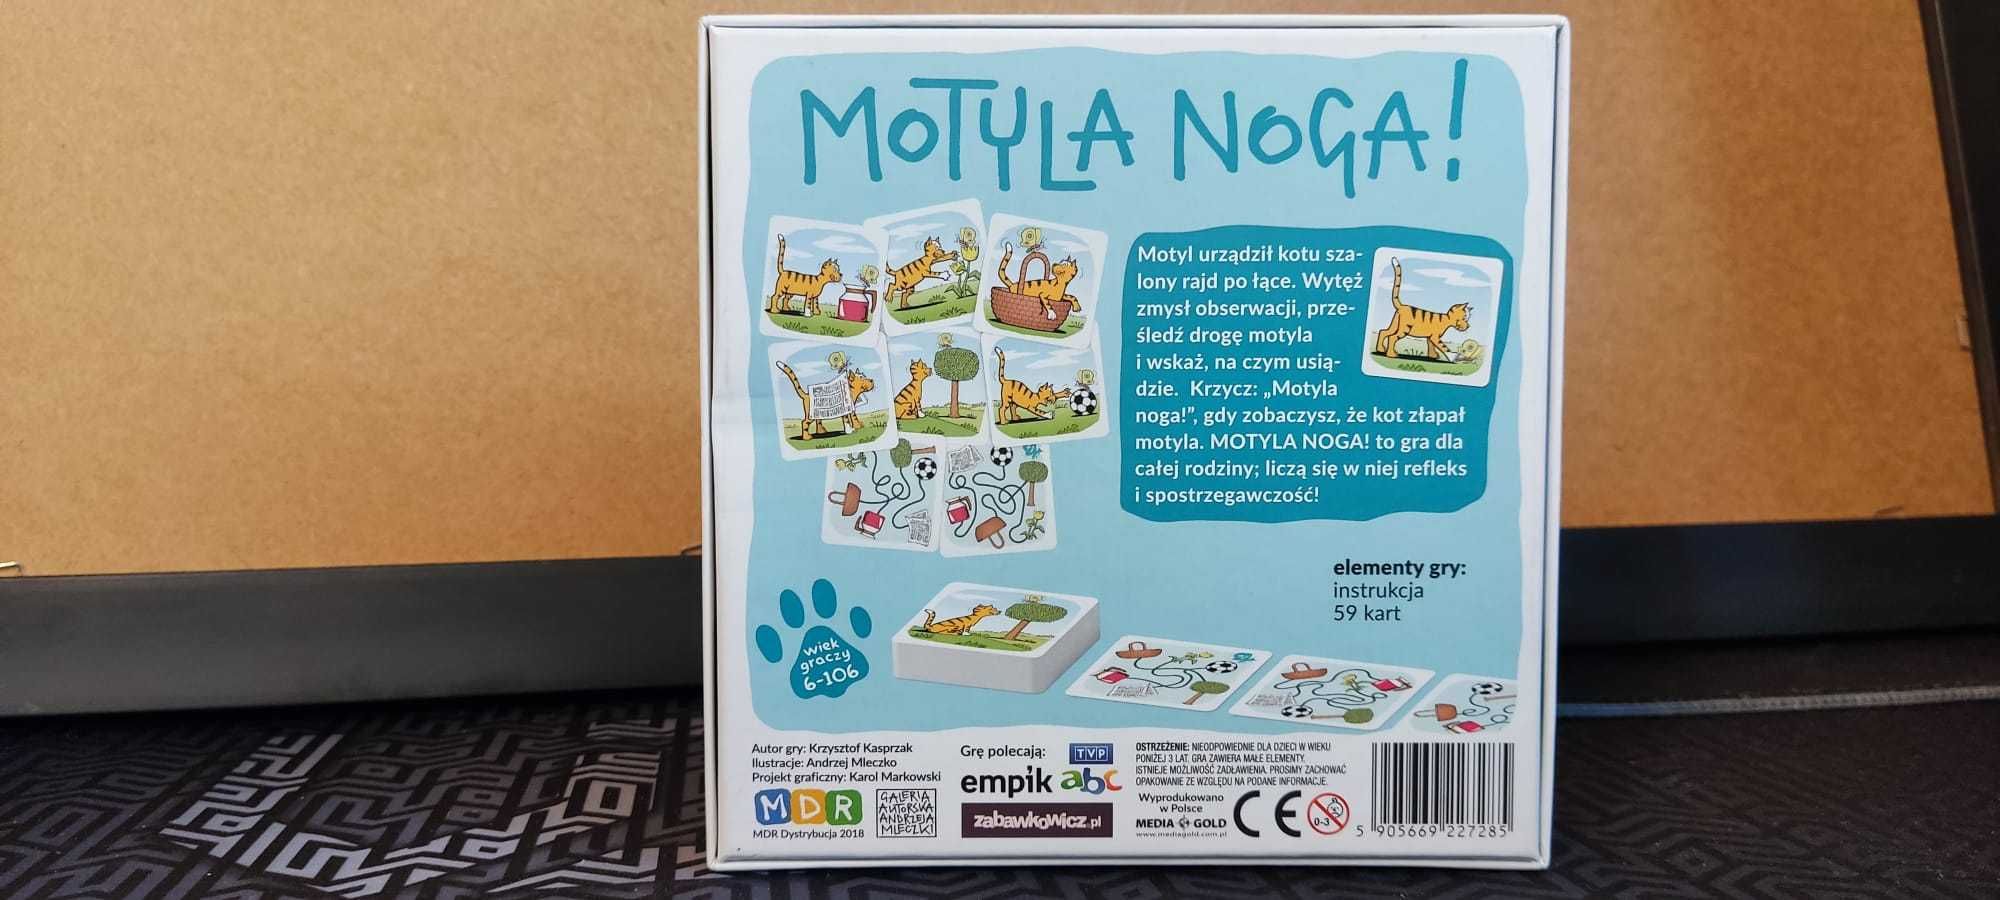 MOTYLA NOGA!
Motyl urządził kotu sza-
lony rajd po łące. Wytęż
zmysł obserwacji, prze-
śledź drogę motyla
i wskaż, na czym usią-
dzie. Krzycz: „Motyla
noga!”, gdy zobaczysz, że kot złapał
motyla. MOTYLA NOGA! to gra dla
całej rodziny; liczą się w niej refleks
i spostrzegawczość!
elementy gry:
instrukcja
59 kart
wiek
graczy
6-106
Autor gry: Krzysztof Kasprzak
Ilustracje: Andrzej Mleczko
Projekt graficzny: Karol Markowski
MDR
MDR Dystrybucja 2018
GALERIA
AUTORSKA
ANDRZEJA
MLECZKI
Grę polecają:
TVP
empik abc
zabawkowicz.pl
OSTRZEŻENIE: NIEODPOWIEDNIE DLA DZIECI W WIEKU
PONIŻEJ 3 LAT. GRA ZAWIERA MAŁE ELEMENTY.
ISTNIEJE MOŻLIWOŚĆ ZADŁAWIENIA. PROSIMY ZACHOWAĆ
OPAKOWANIE ZE WZGLĘDU NA PODANE INFORMACJE.
Wyprodukowano
w Polsce
MEDIA GOLD
www.mediagold.com.pl
CE
0-3
5 905669 227285